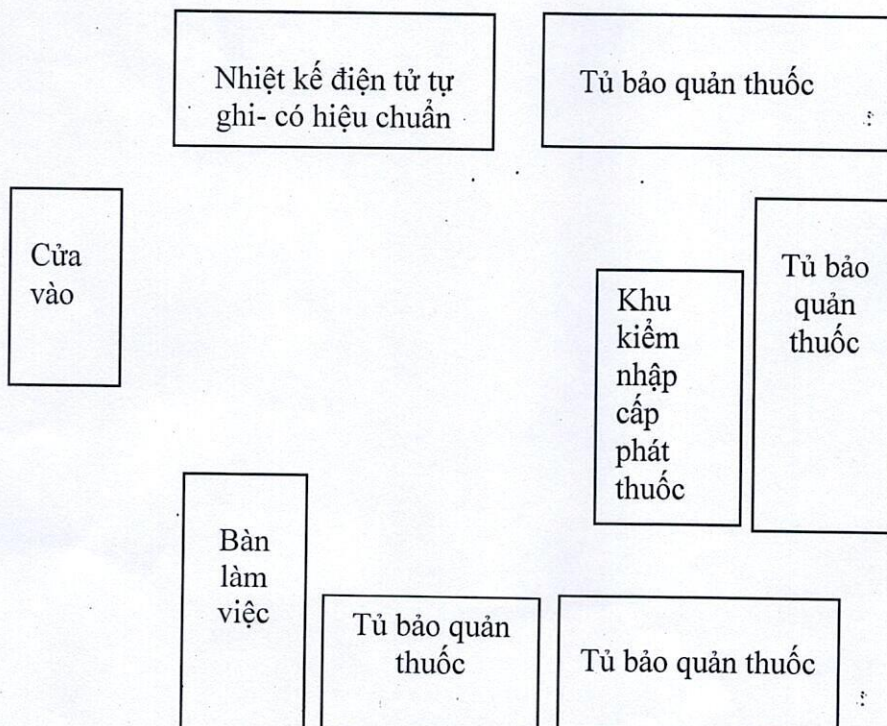 Nhiệt kế điện tử tự
ghi- có hiệu chuẩn
Tủ bảo quản thuốc
Cửa
vào
Khu
kiểm
nhập
cấp
phát
thuốc
Tủ bảo
quản
thuốc
Bàn
làm
việc
Tủ bảo quản
thuốc
Tủ bảo quản thuốc